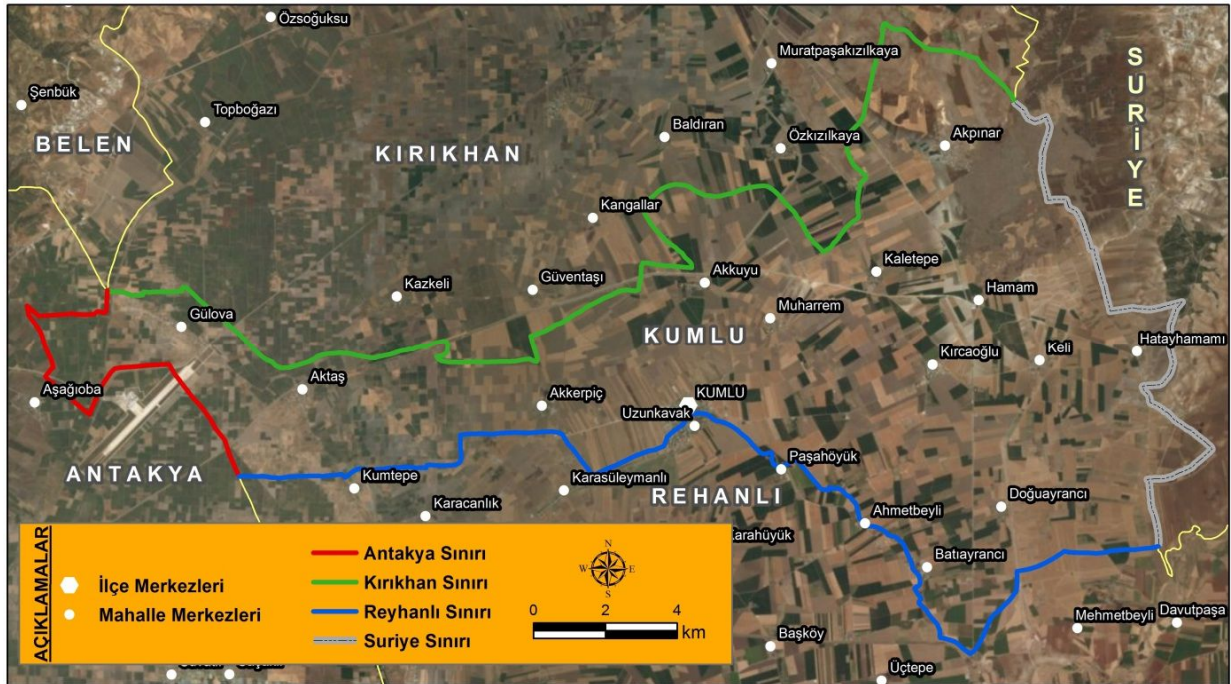 Özsoğuksu
Muratpaşakızılkaya
Şenbük
Topboğazı
BELEN
KIRIKHAN
Baldıran
Özkızılkaya
Akpınar
SURİYE
Kangallar
Kazkeli
Güventaşı
Akkuyu
Kaletepe
Hamam
Gülova
Muharrem
KUMLU
Hatayhamamı
Keli
Kırcaoğlu
Aktaş
Aşağıoba
Akkerpiç
KUMLU
Uzunkavak
ANTAKYA
Kumtepe
Karasüleymanlı
REHANLI
Paşahöyük
Karacanlık
Doğuayrancı
Ahmetbeyli
Karahüyük
Batıayrancı
Mehmetbeyli
Davutpaşa
Başköy
Üçtepe
AÇIKLAMALAR
İlçe Merkezleri
Mahalle Merkezleri
Antakya Sınırı
Kırıkhan Sınırı
Reyhanlı Sınırı
Suriye Sınırı
N
W E
S
0 2 4
km